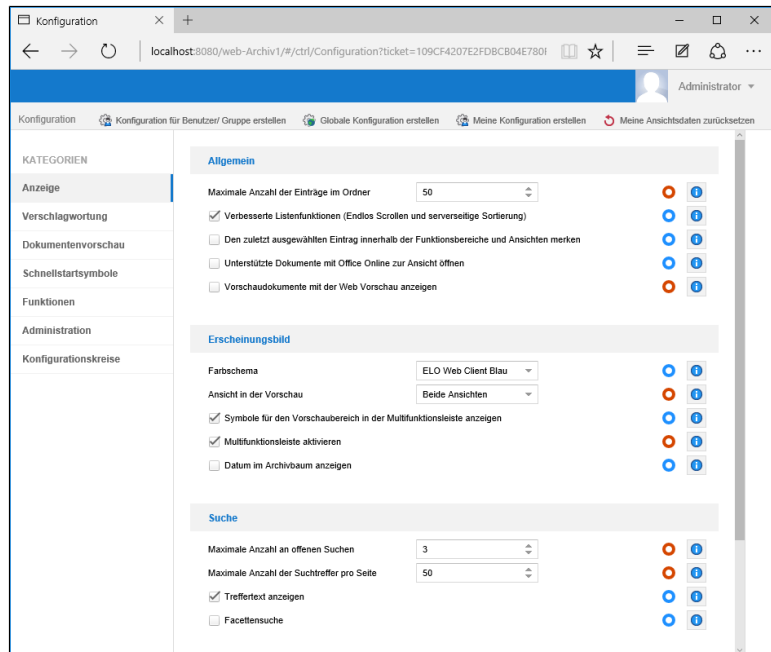 Konfiguration
localhost:8080/web-Archiv1/#/ctrl/Configuration?ticket=109CF4207E2FDBCB04E780I
Administrator
Konfiguration Konfiguration für Benutzer/ Gruppe erstellen Globale Konfiguration erstellen Meine Konfiguration erstellen Meine Ansichtsdaten zurücksetzen
KATEGORIEN
Anzeige
Verschlagwortung
Dokumentenvorschau
Schnellstartsymbole
Funktionen
Administration
Konfigurationskreise
Allgemein
Maximale Anzahl der Einträge im Ordner 50
Verbesserte Listenfunktionen (Endlos Scrollen und serverseitige Sortierung)
Den zuletzt ausgewählten Eintrag innerhalb der Funktionsbereiche und Ansichten merken
Unterstützte Dokumente mit Office Online zur Ansicht öffnen
Vorschaudokumente mit der Web Vorschau anzeigen
Erscheinungsbild
Farbschema ELO Web Client Blau
Ansicht in der Vorschau Beide Ansichten
Symbole für den Vorschaubereich in der Multifunktionsleiste anzeigen
Multifunktionsleiste aktivieren
Datum im Archivbaum anzeigen
Suche
Maximale Anzahl an offenen Suchen 3
Maximale Anzahl der Suchtreffer pro Seite 50
Treffertext anzeigen
Facettensuche